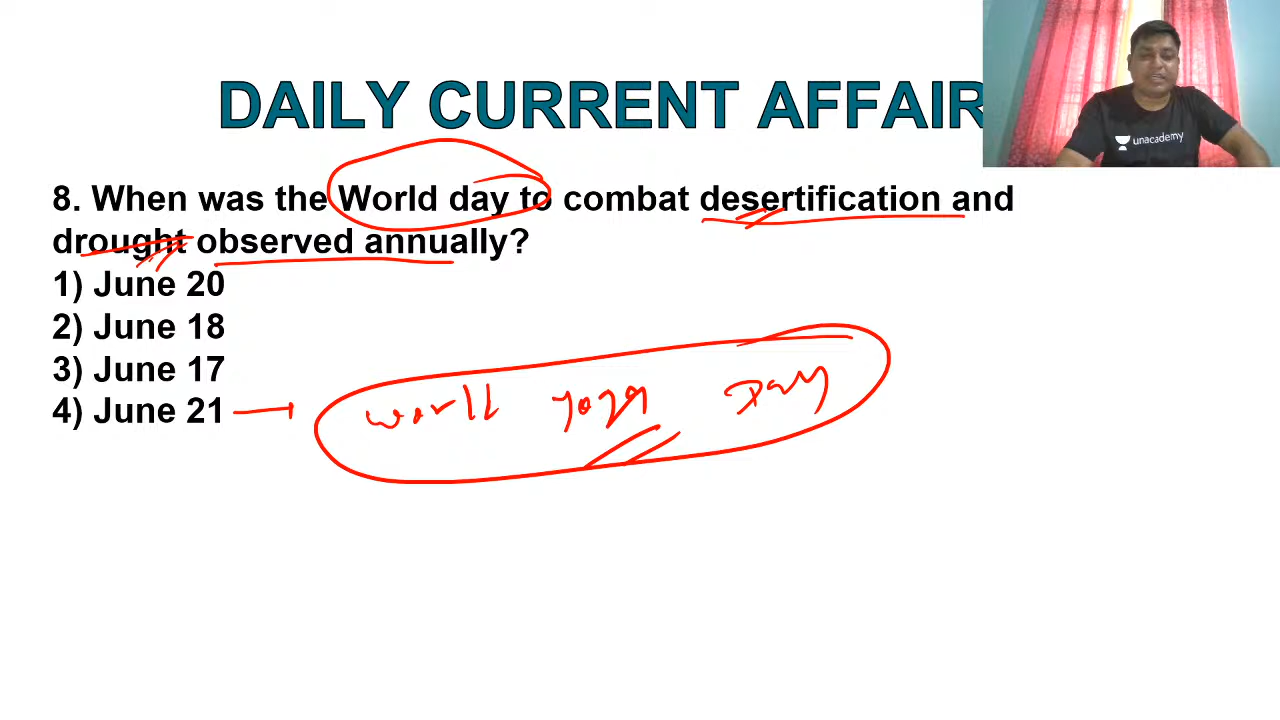 DAILY CURRENT AFFAIR
unacademy
8. When was the World day to combat desertification and
drought observed annually?
1) June 20
2) June 18
3) June 17
4) June 21
World Yoga Day